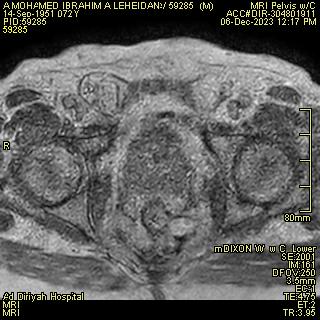 A MOHAMED IBRAHIM A LEHEIDAN:/ 59285 (M)
14-Sep-1951 072Y
PID:59285
59285
MRI Pelvis w/C
ACC#DIR-304801911
06-Dec-2023 12:17 PM
R
80mm
mDIXON W w C Lower
SE:2001
IM:161
DFOV:250
3.5mm
EC:1
TE:4.75
ET:2
TR:3.95
Ad Diriyah Hospital
MRI
MRI